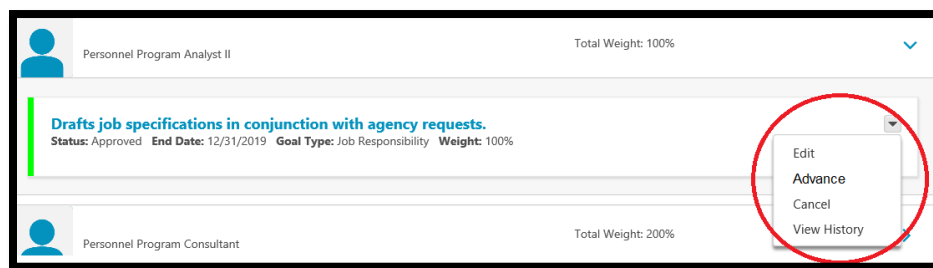 Personnel Program Analyst II
Total Weight: 100%
Drafts job specifications in conjunction with agency requests.
Status: Approved End Date: 12/31/2019 Goal Type: Job Responsibility Weight: 100%
Edit
Advance
Cancel
View History
Personnel Program Consultant
Total Weight: 200%